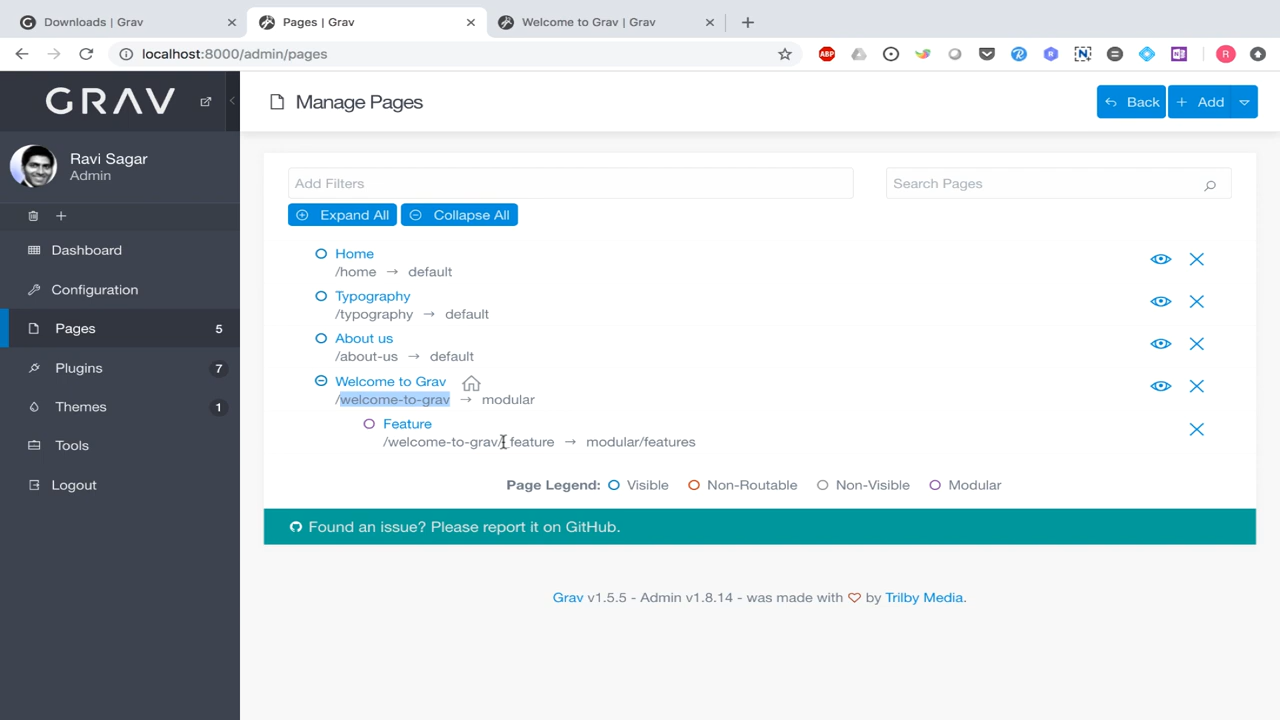 Downloads | Grav
Pages | Grav
Welcome to Grav | Grav
localhost:8000/admin/pages
ABP
R
GRAV
Ravi Sagar
Admin
Dashboard
Configuration
Pages 5
Plugins 7
Themes 1
Tools
Logout
Manage Pages
Back
Add
Add Filters
Search Pages
Expand All
Collapse All
Home
/home → default
Typography
/typography → default
About us
/about-us → default
Welcome to Grav
/welcome-to-grav → modular
Feature
/welcome-to-grav/_feature → modular/features
Page Legend: Visible Non-Routable Non-Visible Modular
Found an issue? Please report it on GitHub.
Grav v1.5.5 - Admin v1.8.14 - was made with by Trilby Media.